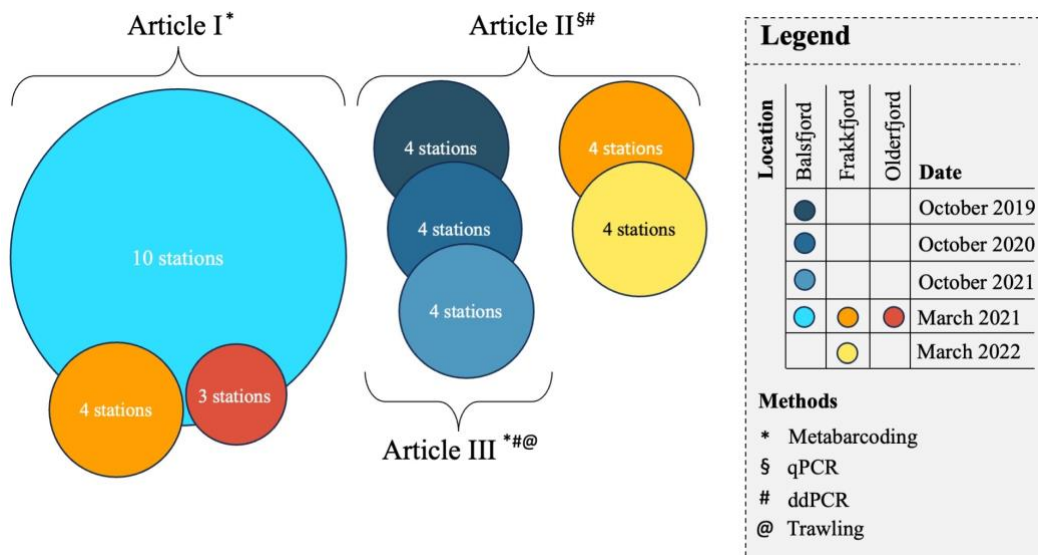 Article I*
Article II§#
4 stations
4 stations
4 stations
4 stations
10 stations
4 stations
4 stations
3 stations
Article III *#@
Legend
Location
Balsfjord
Frakkfjord
Olderfjord
Date
October 2019
October 2020
October 2021
March 2021
March 2022
Methods
* Metabarcoding
§ qPCR
# ddPCR
@ Trawling